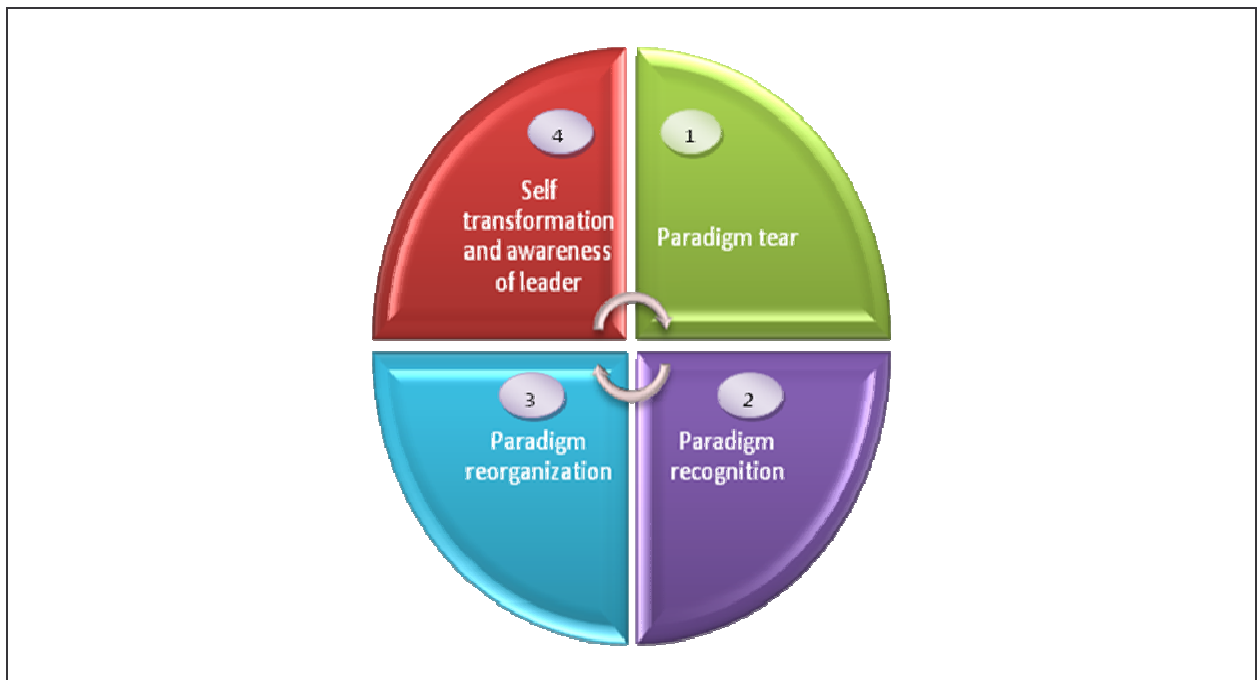 4
Self
transformation
and awareness
of leader
1
Paradigm tear
3
Paradigm
reorganization
2
Paradigm
recognition